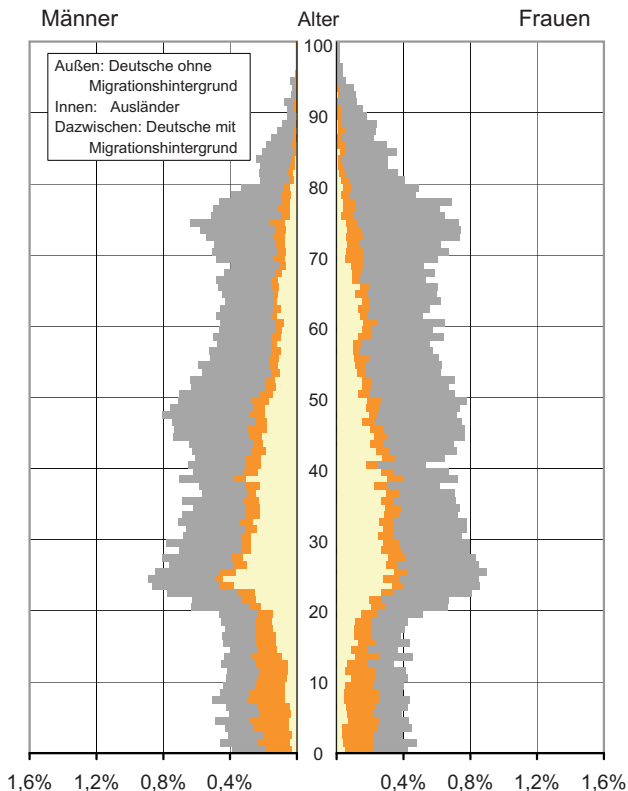 Männer Alter Frauen
Außen: Deutsche ohne
Migrationshintergrund
Innen: Ausländer
Dazwischen: Deutsche mit
Migrationshintergrund
100
90
80
70
60
50
40
30
20
10
0
1,6% 1,2% 0,8% 0,4% 0,4% 0,8% 1,2% 1,6%